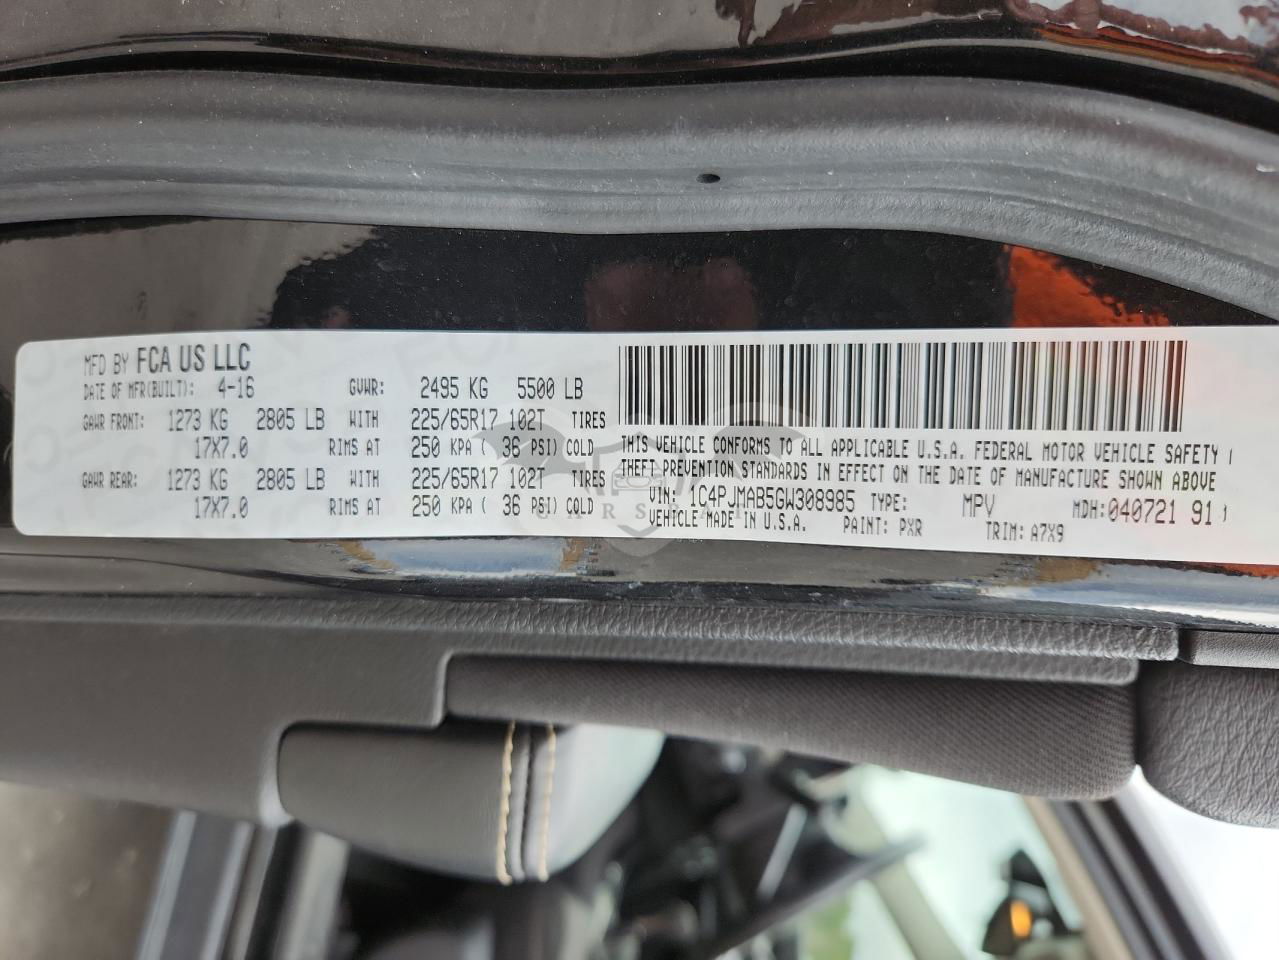 MFD BY FCA US LLC
DATE OF MFR(BUILT): 4-16 GVWR: 2495 KG 5500 LB
GAWR FRONT: 1273 KG 2805 LB WITH 225/65R17 102T TIRES
17X7.0 RIMS AT 250 KPA ( 36 PSI) COLD
GAWR REAR: 1273 KG 2805 LB WITH 225/65R17 102T TIRES
17X7.0 RIMS AT 250 KPA ( 36 PSI) COLD
THIS VEHICLE CONFORMS TO ALL APPLICABLE U.S.A. FEDERAL MOTOR VEHICLE SAFETY
THEFT PREVENTION STANDARDS IN EFFECT ON THE DATE OF MANUFACTURE SHOWN ABOVE
VIN: 1C4PJMAB5GW308985 TYPE: MPV MDH:040721 91
VEHICLE MADE IN U.S.A. PAINT: PXR TRIM: A7X9